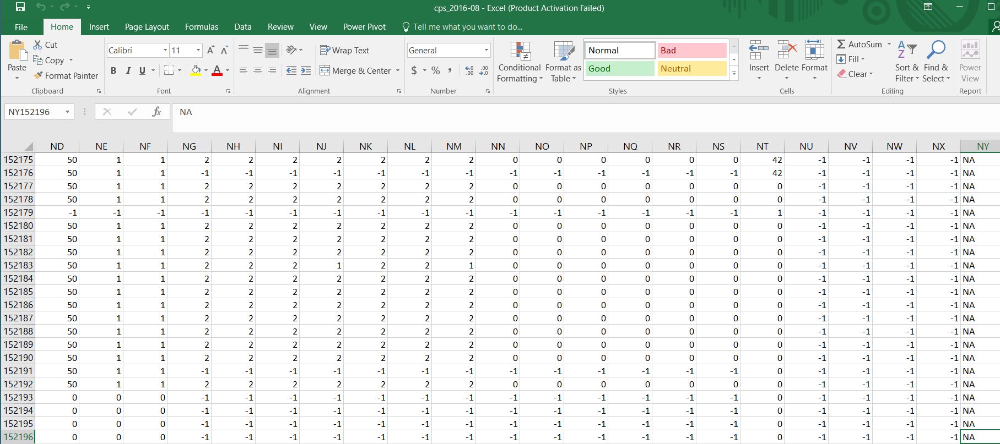 cps_2016-08 - Excel (Product Activation Failed)
File Home Insert Page Layout Formulas Data Review View Power Pivot Tell me what you want to do...
Paste Cut Copy Format Painter Clipboard
Calibri 11 A A B I U A Font
Wrap Text Merge & Center Alignment
General $ % , .00 .0 Number
Conditional Formatting Format as Table Normal Bad Good Neutral Styles
Insert Delete Format Cells
AutoSum Fill Clear Sort & Filter Find & Select Editing
Power View Report
NY152196 fx NA
ND NE NF NG NH NI NJ NK NL NM NN NO NP NQ NR NS NT NU NV NW NX NY
152175 50 1 1 2 2 2 2 2 2 2 0 0 0 0 0 0 42 -1 -1 -1 -1 NA
152176 50 1 1 -1 -1 -1 -1 -1 -1 -1 -1 -1 -1 -1 -1 -1 42 -1 -1 -1 -1 NA
152177 50 1 1 2 2 2 2 2 2 2 0 0 0 0 0 0 0 -1 -1 -1 -1 NA
152178 50 1 1 2 2 2 2 2 2 2 0 0 0 0 0 0 0 -1 -1 -1 -1 NA
152179 -1 -1 -1 -1 -1 -1 -1 -1 -1 -1 -1 -1 -1 -1 -1 -1 1 -1 -1 -1 -1 NA
152180 50 1 1 2 2 2 2 2 2 2 0 0 0 0 0 0 0 -1 -1 -1 -1 NA
152181 50 1 1 2 2 2 2 2 2 2 0 0 0 0 0 0 0 -1 -1 -1 -1 NA
152182 50 1 1 2 2 2 2 2 2 2 0 0 0 0 0 0 0 -1 -1 -1 -1 NA
152183 50 1 1 2 2 2 1 2 2 1 0 0 0 0 0 0 0 -1 -1 -1 -1 NA
152184 50 1 1 2 2 2 2 2 2 2 0 0 0 0 0 0 0 -1 -1 -1 -1 NA
152185 50 1 1 2 2 2 2 2 2 2 0 0 0 0 0 0 0 -1 -1 -1 -1 NA
152186 50 1 1 2 2 2 2 2 2 2 0 0 0 0 0 0 0 -1 -1 -1 -1 NA
152187 50 1 1 2 2 2 2 2 2 2 0 0 0 0 0 0 0 -1 -1 -1 -1 NA
152188 50 1 1 2 2 2 2 2 2 2 0 0 0 0 0 0 0 -1 -1 -1 -1 NA
152189 50 1 1 2 2 2 2 2 2 2 0 0 0 0 0 0 0 -1 -1 -1 -1 NA
152190 50 1 1 2 2 2 2 2 2 2 0 0 0 0 0 0 0 -1 -1 -1 -1 NA
152191 50 1 1 -1 -1 -1 -1 -1 -1 -1 -1 -1 -1 -1 -1 -1 0 -1 -1 -1 -1 NA
152192 50 1 1 2 2 2 2 2 2 2 0 0 0 0 0 0 0 -1 -1 -1 -1 NA
152193 0 0 0 -1 -1 -1 -1 -1 -1 -1 -1 -1 -1 -1 -1 -1 0 -1 -1 -1 -1 NA
152194 0 0 0 -1 -1 -1 -1 -1 -1 -1 -1 -1 -1 -1 -1 -1 0 -1 -1 -1 -1 NA
152195 0 0 0 -1 -1 -1 -1 -1 -1 -1 -1 -1 -1 -1 -1 -1 0 -1 -1 -1 -1 NA
152196 0 0 0 -1 -1 -1 -1 -1 -1 -1 -1 -1 -1 -1 -1 -1 0 -1 -1 -1 -1 NA